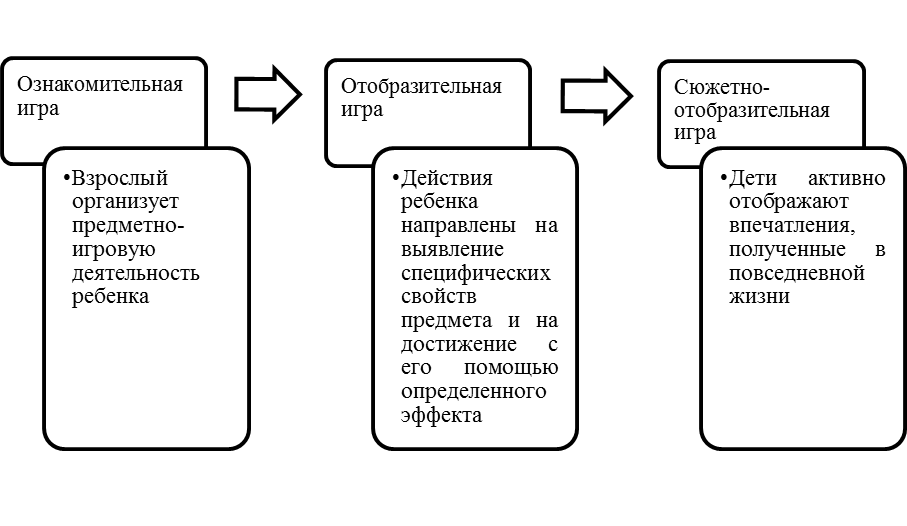 Ознакомительная
игра
•Взрослый
организует
предметно-
игровую
деятельность
ребенка
Отобразительная
игра
•Действия
ребенка
направлены на
выявление
специфических
свойств
предмета и на
достижение с
его помощью
определенного
эффекта
Сюжетно-
отобразительная
игра
•Дети активно
отображают
впечатления,
полученные в
повседневной
жизни